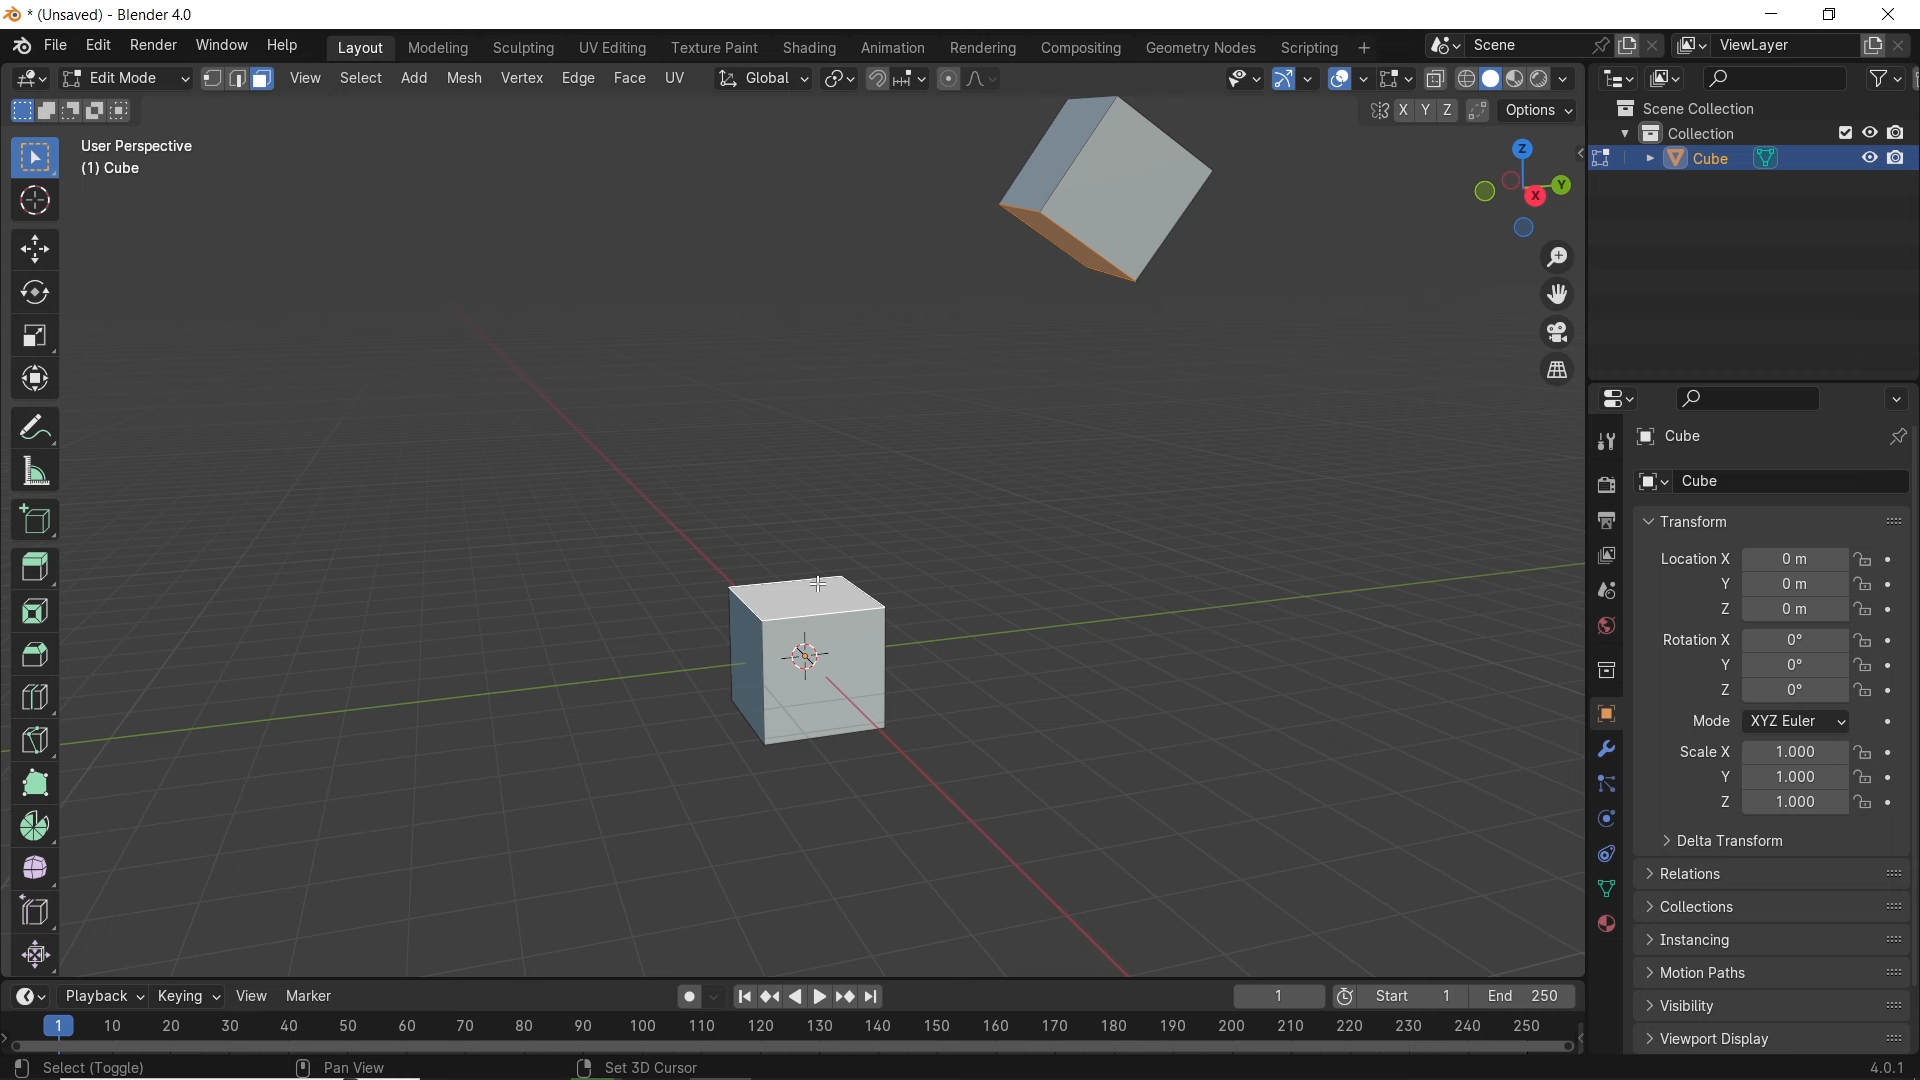 * (Unsaved) - Blender 4.0
File Edit Render Window Help Layout Modeling Sculpting UV Editing Texture Paint Shading Animation Rendering Compositing Geometry Nodes Scripting + Scene ViewLayer
Edit Mode View Select Add Mesh Vertex Edge Face UV Global
X Y Z Options
User Perspective
(1) Cube
Z
Y
X
Scene Collection
Collection
Cube
Cube
Cube
Transform
Location X 0 m
Y 0 m
Z 0 m
Rotation X 0°
Y 0°
Z 0°
Mode XYZ Euler
Scale X 1.000
Y 1.000
Z 1.000
Delta Transform
Relations
Collections
Instancing
Motion Paths
Visibility
Viewport Display
Playback Keying View Marker 1 Start 1 End 250
1 10 20 30 40 50 60 70 80 90 100 110 120 130 140 150 160 170 180 190 200 210 220 230 240 250
Select (Toggle) Pan View Set 3D Cursor 4.0.1